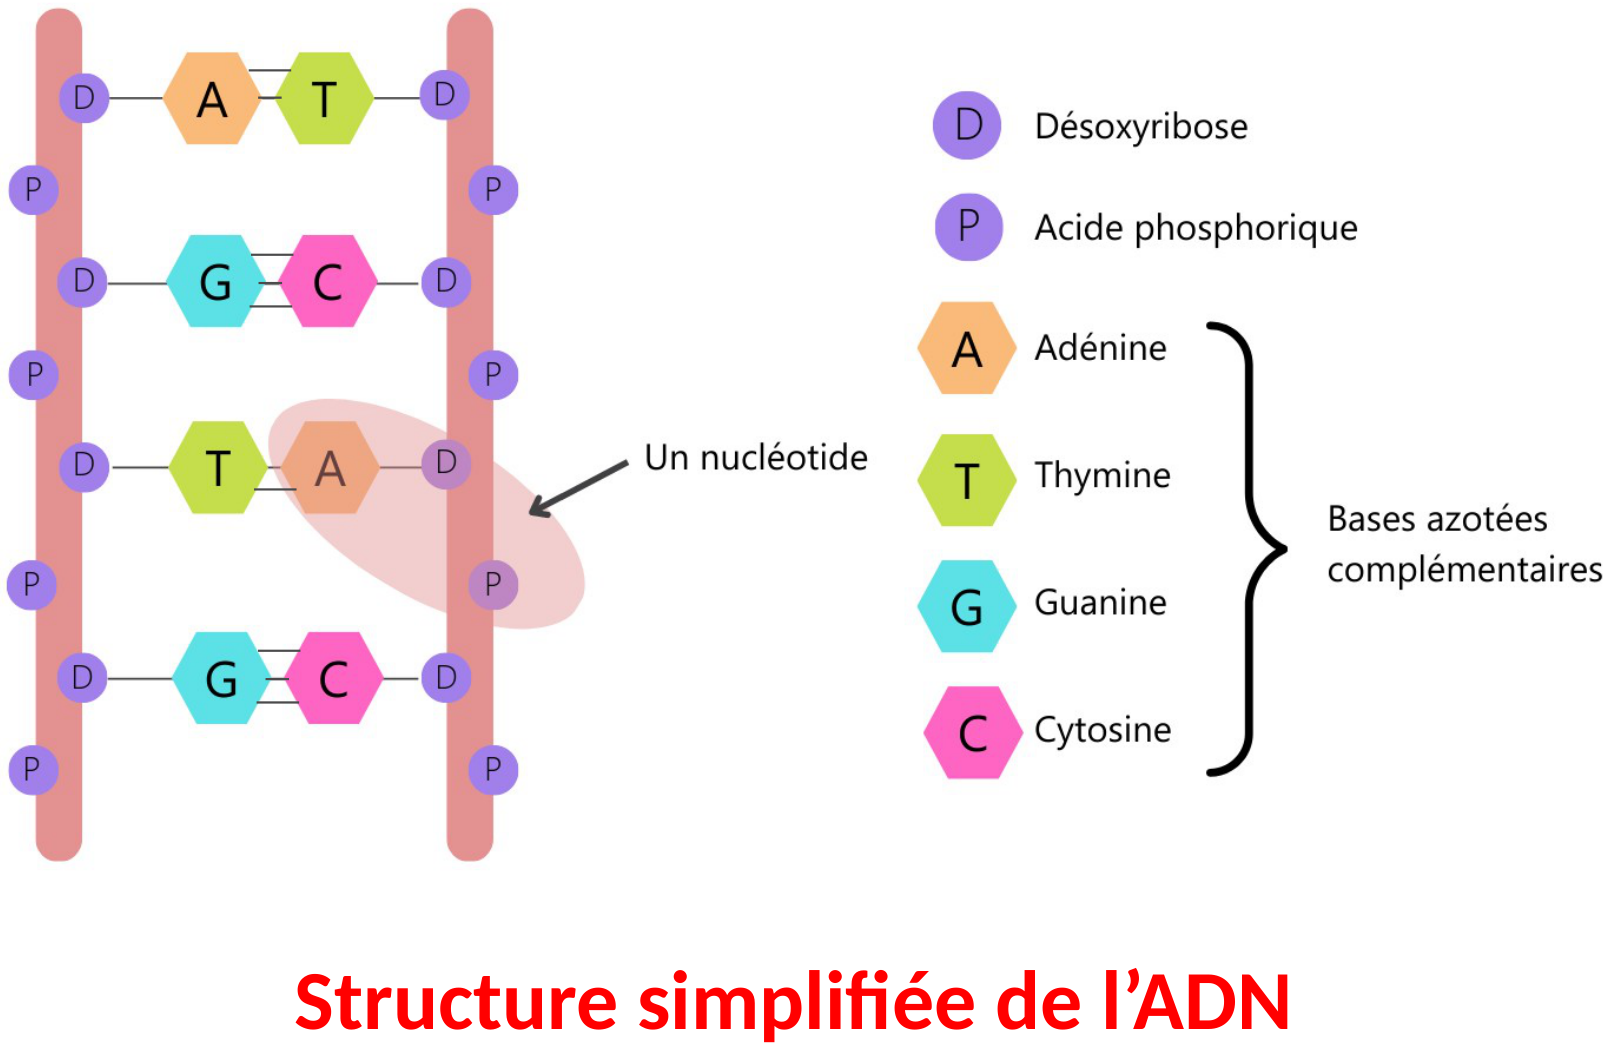 D A T D
P P
D G C D
P P
D T A D
P P
D G C D
P P
Un nucléotide
D Désoxyribose
P Acide phosphorique
A Adénine
T Thymine
G Guanine
C Cytosine
Bases azotées
complémentaires
Structure simplifiée de l’ADN